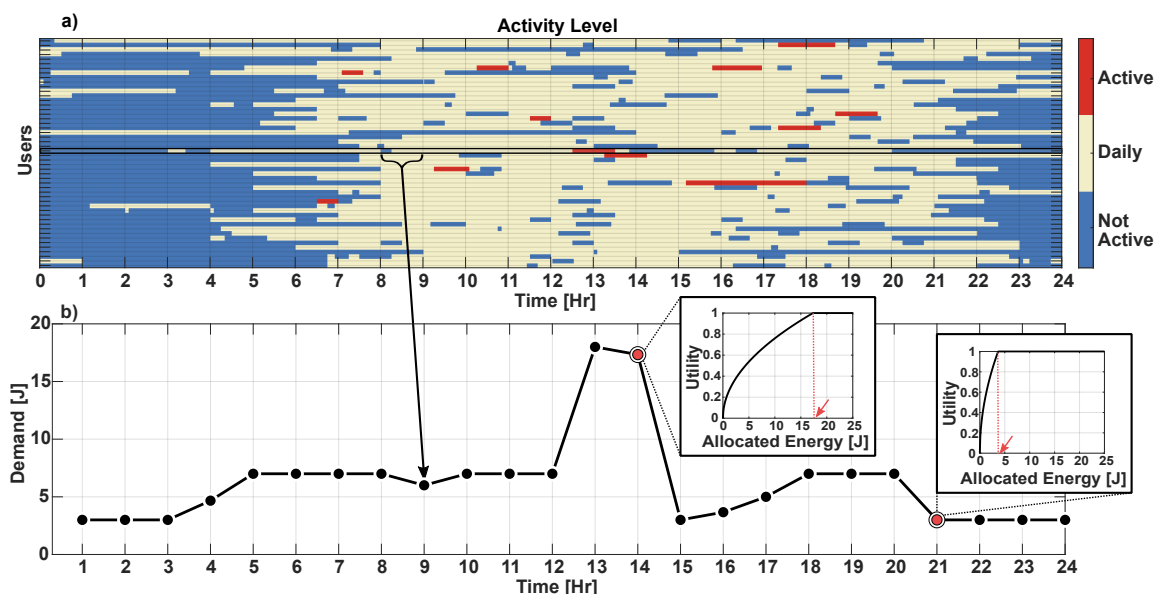 a)
Activity Level
Users
0 1 2 3 4 5 6 7 8 9 10 11 12 13 14 15 16 17 18 19 20 21 22 23 24
Time [Hr]
Active
Daily
Not
Active
b)
Demand [J]
20
15
10
5
0
1 2 3 4 5 6 7 8 9 10 11 12 13 14 15 16 17 18 19 20 21 22 23 24
Time [Hr]
Utility
1
0.8
0.6
0.4
0.2
0
0 5 10 15 20 25
Allocated Energy [J]
Utility
1
0.8
0.6
0.4
0.2
0
0 5 10 15 20 25
Allocated Energy [J]